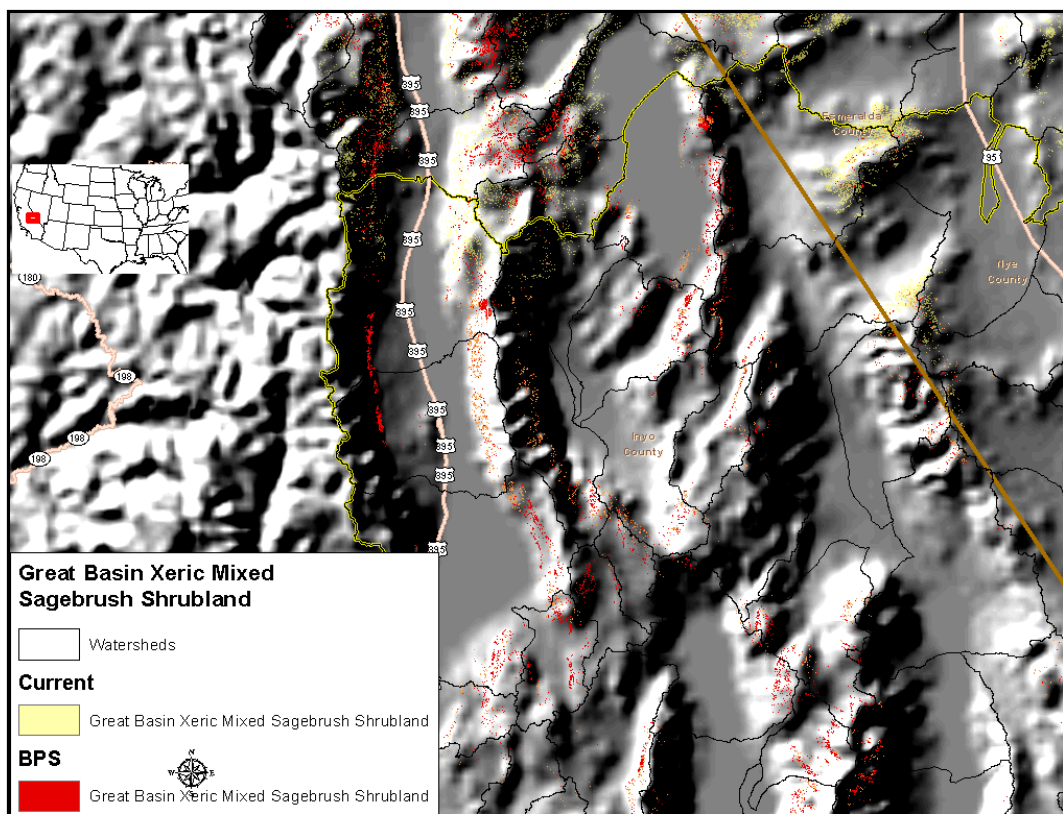 Esmeralda
County
95
Nye
County
395
395
395
395
395
395
395
395
395
180
198
198
198
Inyo
County
Great Basin Xeric Mixed
Sagebrush Shrubland
Watersheds
Current
Great Basin Xeric Mixed Sagebrush Shrubland
BPS
N
W E
S
Great Basin Xeric Mixed Sagebrush Shrubland